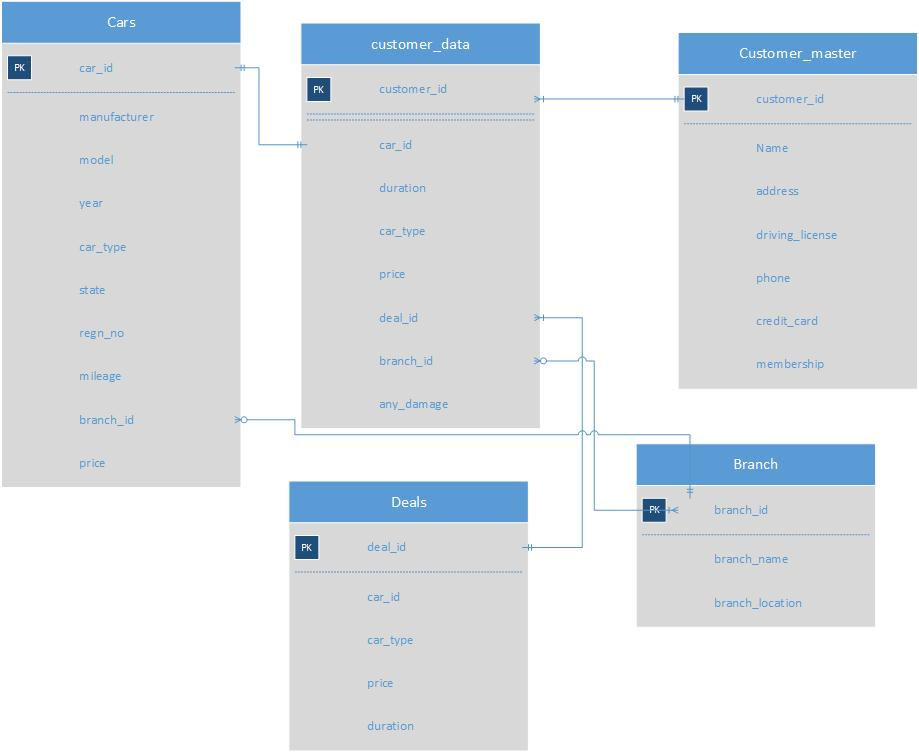 Cars
PK car_id
manufacturer
model
year
car_type
state
regn_no
mileage
branch_id
price
customer_data
PK customer_id
car_id
duration
car_type
price
deal_id
branch_id
any_damage
Customer_master
PK customer_id
Name
address
driving_license
phone
credit_card
membership
Deals
PK deal_id
car_id
car_type
price
duration
Branch
PK branch_id
branch_name
branch_location